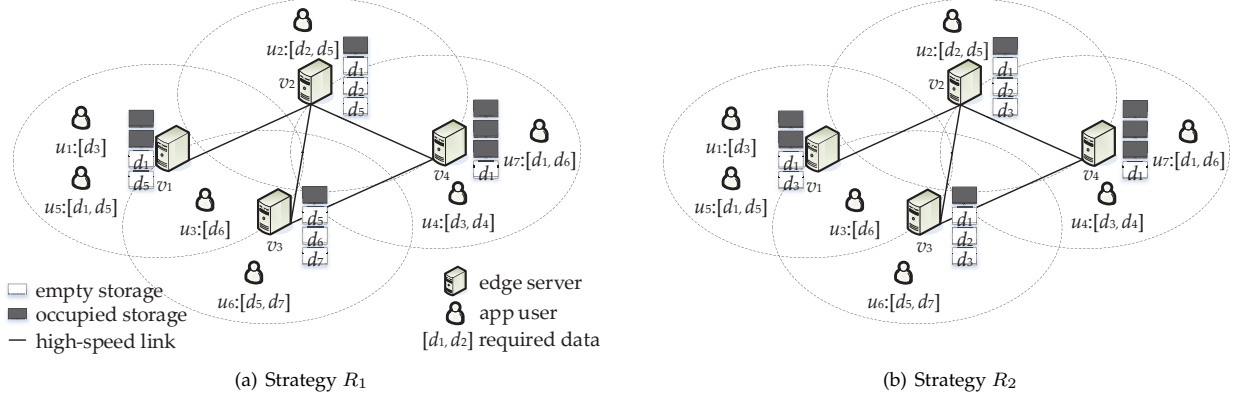 u2:[d2, d5]
v2
d1
d2
d5
u1:[d3]
d1
d5
v1
u5:[d1, d5]
u3:[d6]
v3
d5
d6
d7
v4
d1
u7:[d1, d6]
u4:[d3, d4]
u6:[d5, d7]
empty storage
occupied storage
high-speed link
edge server
app user
[d1, d2] required data
(a) Strategy R1
u2:[d2, d5]
v2
d1
d2
d3
u1:[d3]
d1
d3
v1
u5:[d1, d5]
u3:[d6]
v3
d1
d2
d3
v4
d1
u7:[d1, d6]
u4:[d3, d4]
u6:[d5, d7]
(b) Strategy R2